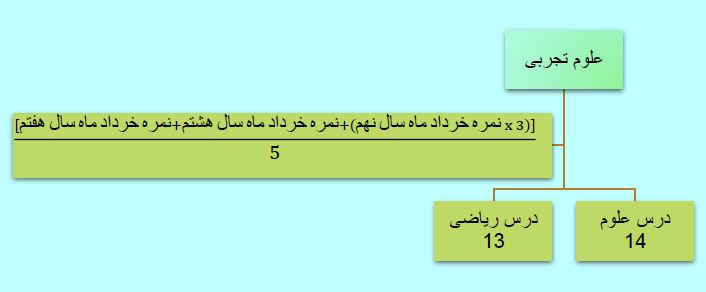 علوم تجربی
[(3 x نمره خرداد ماه سال نهم)+نمره خرداد ماه سال هشتم+نمره خرداد ماه سال هفتم]
5
درس علوم
14
درس ریاضی
13